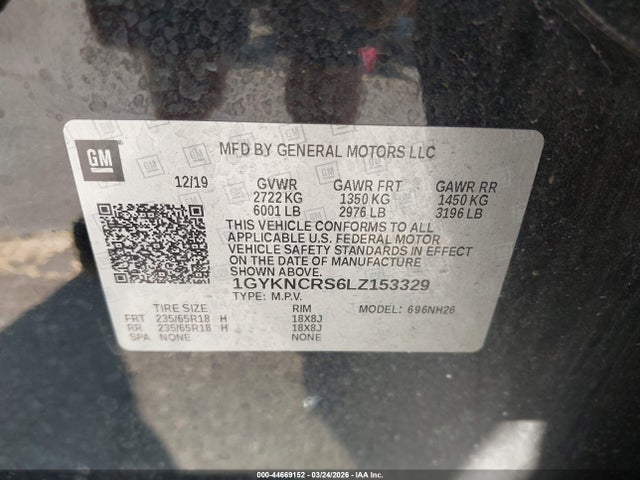 GM
MFD BY GENERAL MOTORS LLC
12/19 GVWR GAWR FRT GAWR RR
2722 KG 1350 KG 1450 KG
6001 LB 2976 LB 3196 LB
THIS VEHICLE CONFORMS TO ALL
APPLICABLE U.S. FEDERAL MOTOR
VEHICLE SAFETY STANDARDS IN EFFECT
ON THE DATE OF MANUFACTURE
SHOWN ABOVE.
1GYKNCRS6LZ153329
TYPE: M.P.V.
TIRE SIZE RIM MODEL: 696NH26
FRT 235/65R18 H 18X8J
RR 235/65R18 H 18X8J
SPA NONE NONE
000-44669152 - 03/24/2026 - IAA Inc.